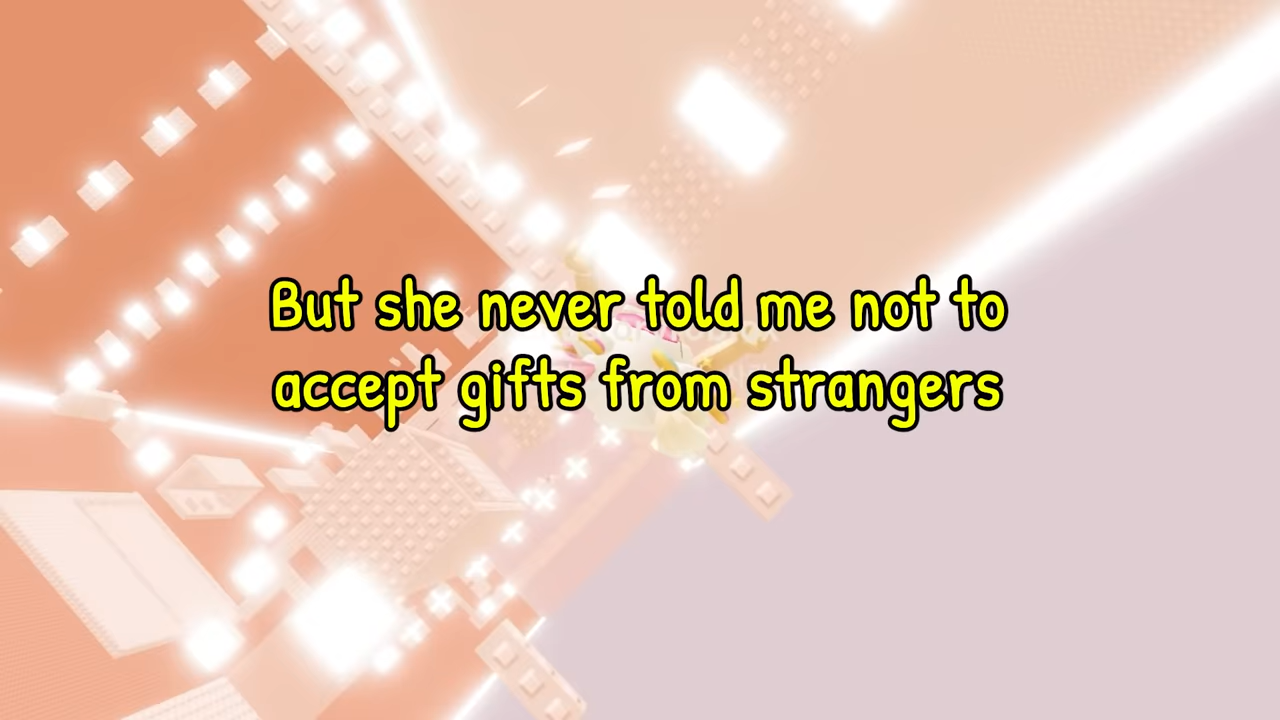 But she never told me not to
accept gifts from strangers